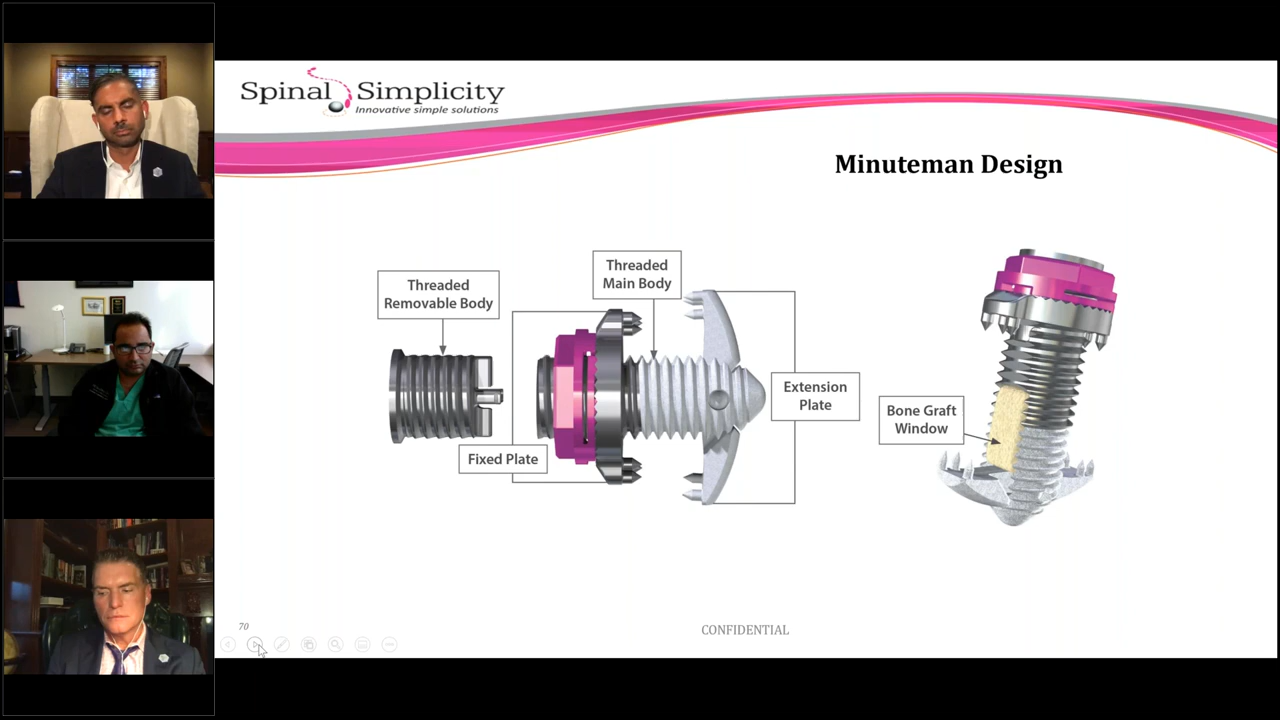 Spinal Simplicity
Innovative simple solutions
Minuteman Design
Threaded
Removable Body
Threaded
Main Body
Fixed Plate
Extension
Plate
Bone Graft
Window
70
CONFIDENTIAL